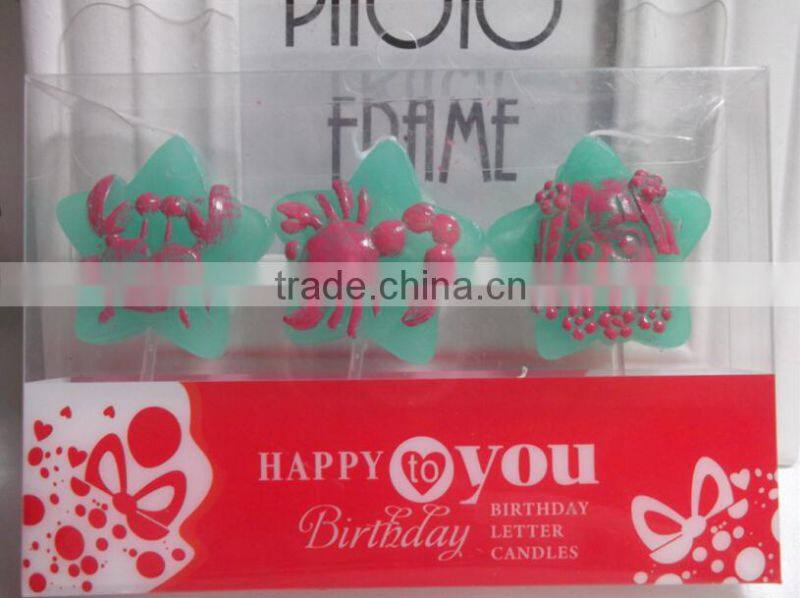 PHOTO
FRAME
trade.china.cn
HAPPY to you
Birthday
BIRTHDAY
LETTER
CANDLES